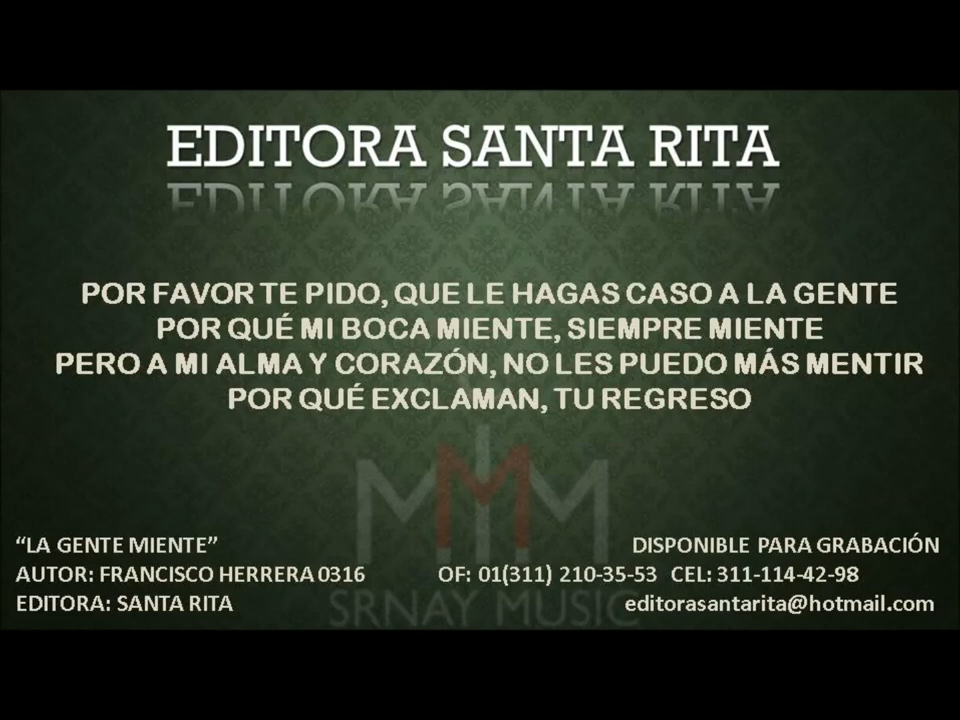 EDITORA SANTA RITA
POR FAVOR TE PIDO, QUE LE HAGAS CASO A LA GENTE
POR QUÉ MI BOCA MIENTE, SIEMPRE MIENTE
PERO A MI ALMA Y CORAZÓN, NO LES PUEDO MÁS MENTIR
POR QUÉ EXCLAMAN, TU REGRESO
MMM
SRNAY MUSIC
“LA GENTE MIENTE” DISPONIBLE PARA GRABACIÓN
AUTOR: FRANCISCO HERRERA 0316 OF: 01(311) 210-35-53 CEL: 311-114-42-98
EDITORA: SANTA RITA editorasantarita@hotmail.com